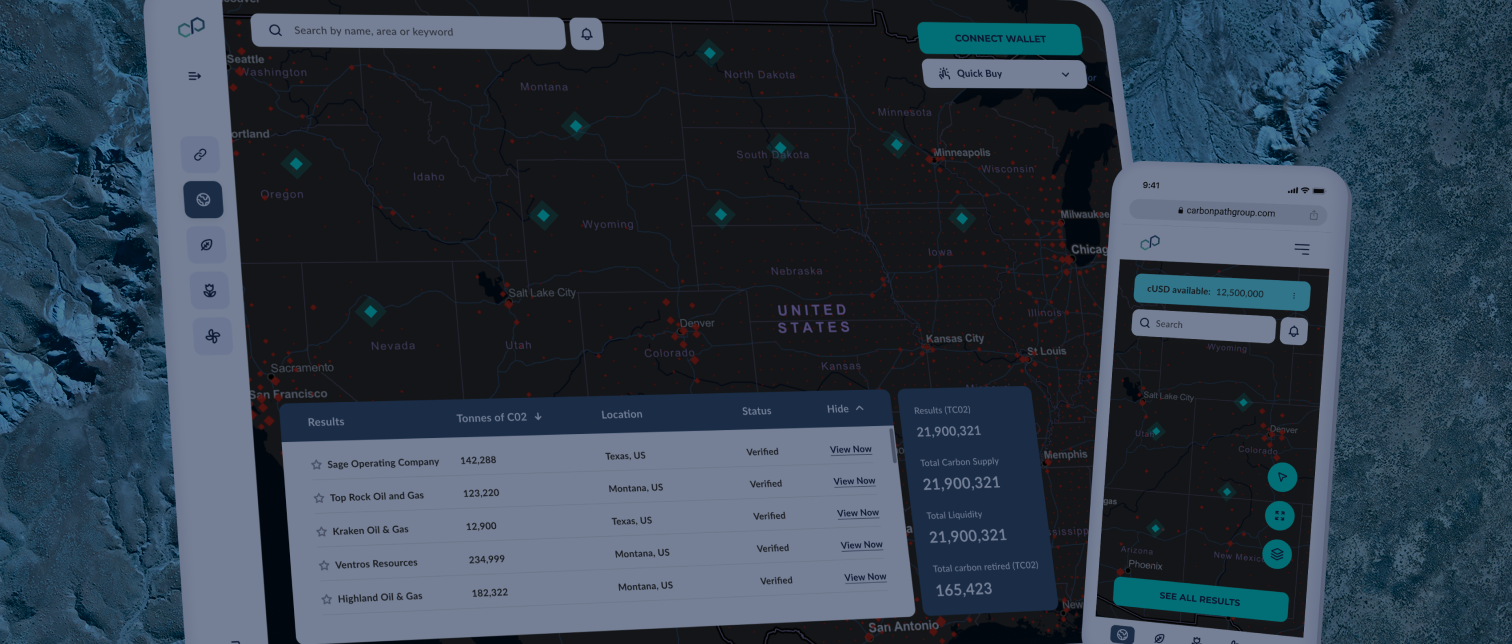 Search by name, area or keyword
CONNECT WALLET
Quick Buy
Seattle
Washington
Montana
North Dakota
Minnesota
ortland
Minneapolis
South Dakota
Wisconsin
Idaho
Oregon
Wyoming
Milwaukee
Iowa
Chicag
Nebraska
Salt Lake City
UNITED
STATES
Illinois
Denver
Nevada
Utah
Colorado
Kansas City
St Louis
Kansas
Sacramento
San Francisco
Memphis
San Antonio
New
Results
Tonnes of C02
Location
Status
Hide
Sage Operating Company 142,288 Texas, US Verified View Now
Top Rock Oil and Gas 123,220 Montana, US Verified View Now
Kraken Oil & Gas 12,900 Texas, US Verified View Now
Ventros Resources 234,999 Montana, US Verified View Now
Highland Oil & Gas 182,322 Montana, US Verified View Now
Results (TC02)
21,900,321
Total Carbon Supply
21,900,321
Total Liquidity
21,900,321
Total carbon retired (TC02)
165,423
9:41
carbonpathgroup.com
cUSD available: 12,500,000
Search
Wyoming
Salt Lake City
Utah
Denver
Colorado
gas
Arizona
New Mexic
Phoenix
SEE ALL RESULTS